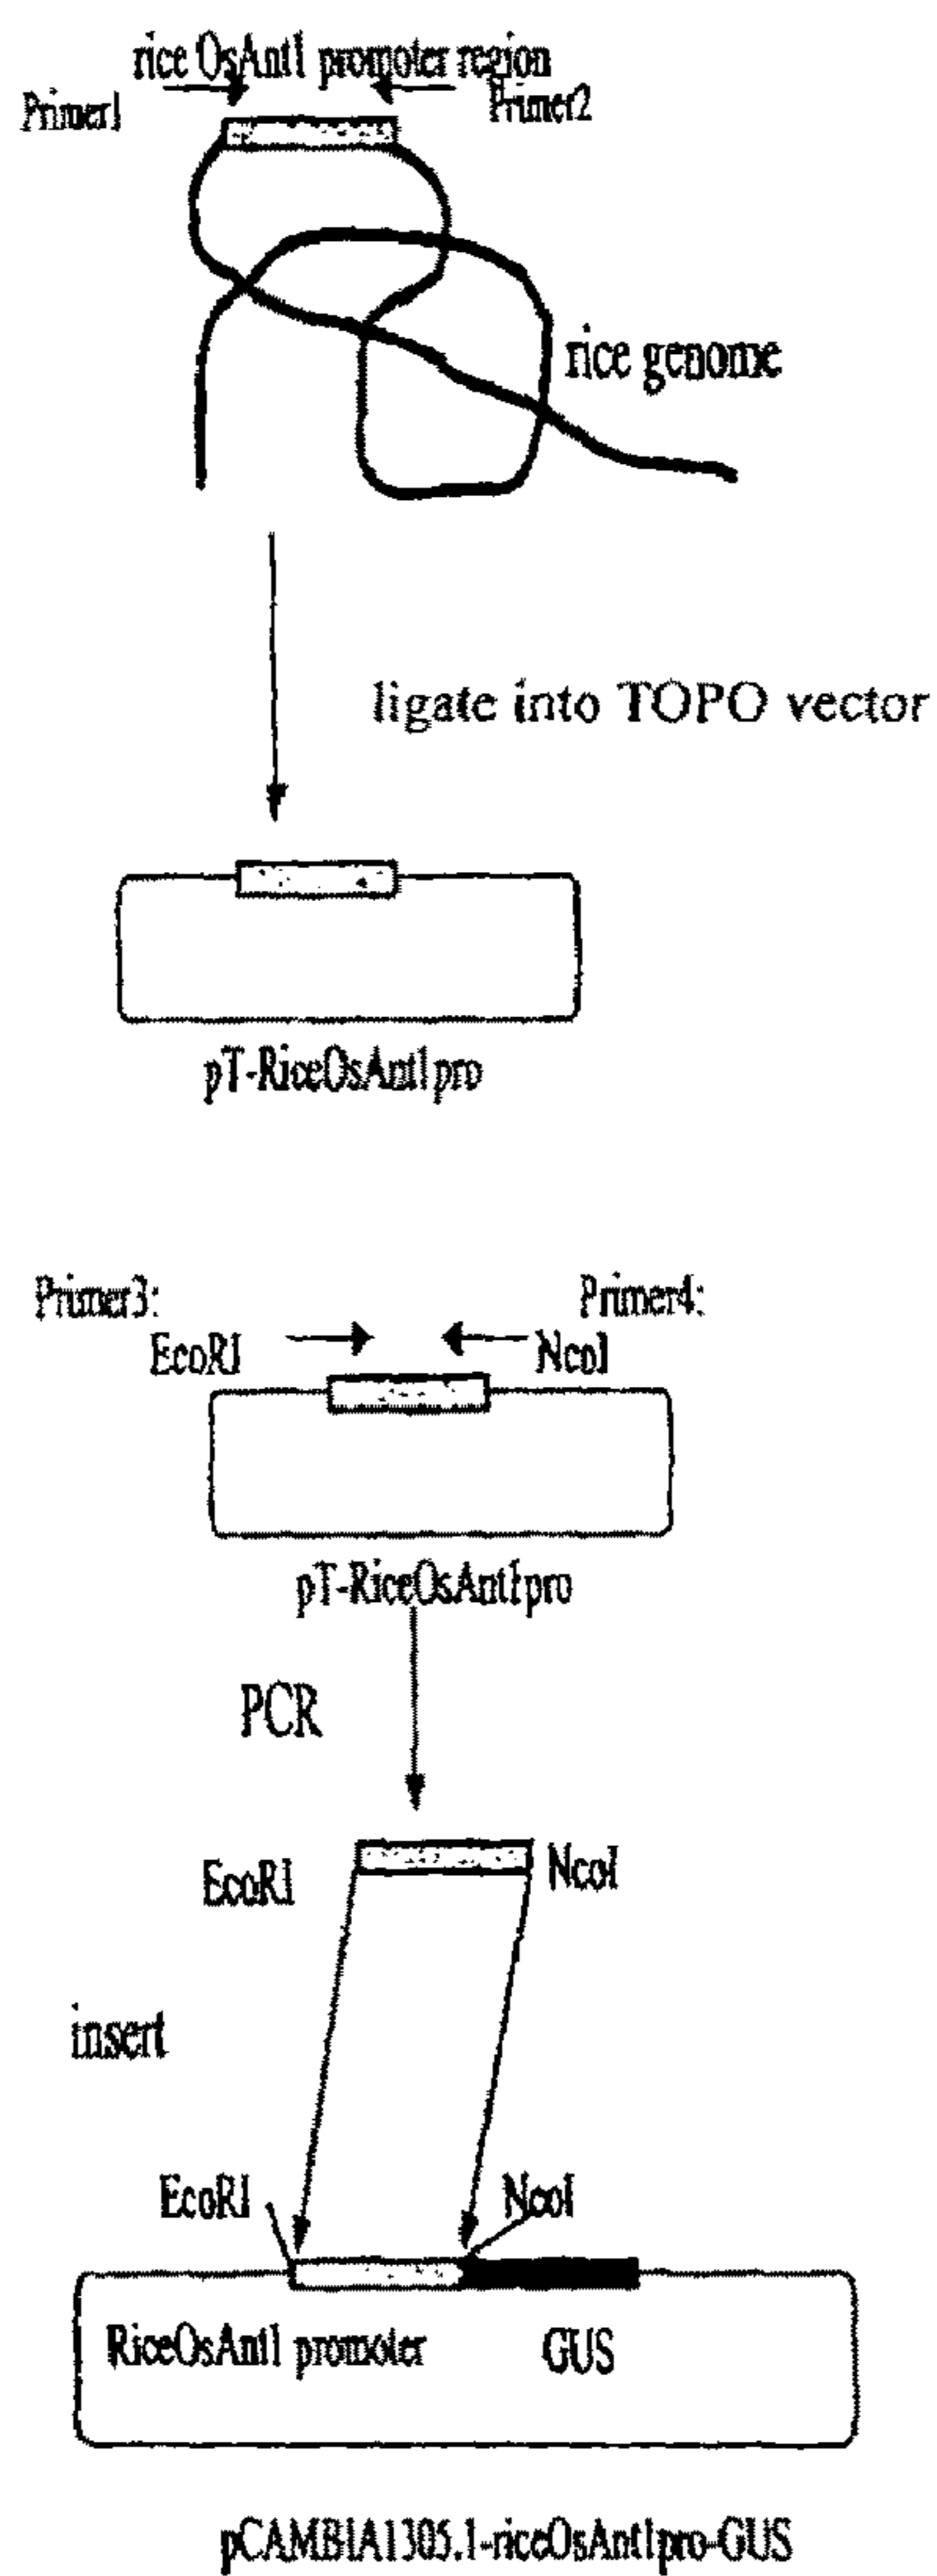 rice OsAnt1 promoter region
Primer1
Primer2
rice genome
ligate into TOPO vector
pT-RiceOsAnt1pro
Primer3:
Primer4:
EcoRI
NcoI
pT-RiceOsAnt1pro
PCR
EcoRI
NcoI
insert
EcoRI
NcoI
RiceOsAnt1 promoter
GUS
pCAMBIA1305.1-riceOsAnt1pro-GUS